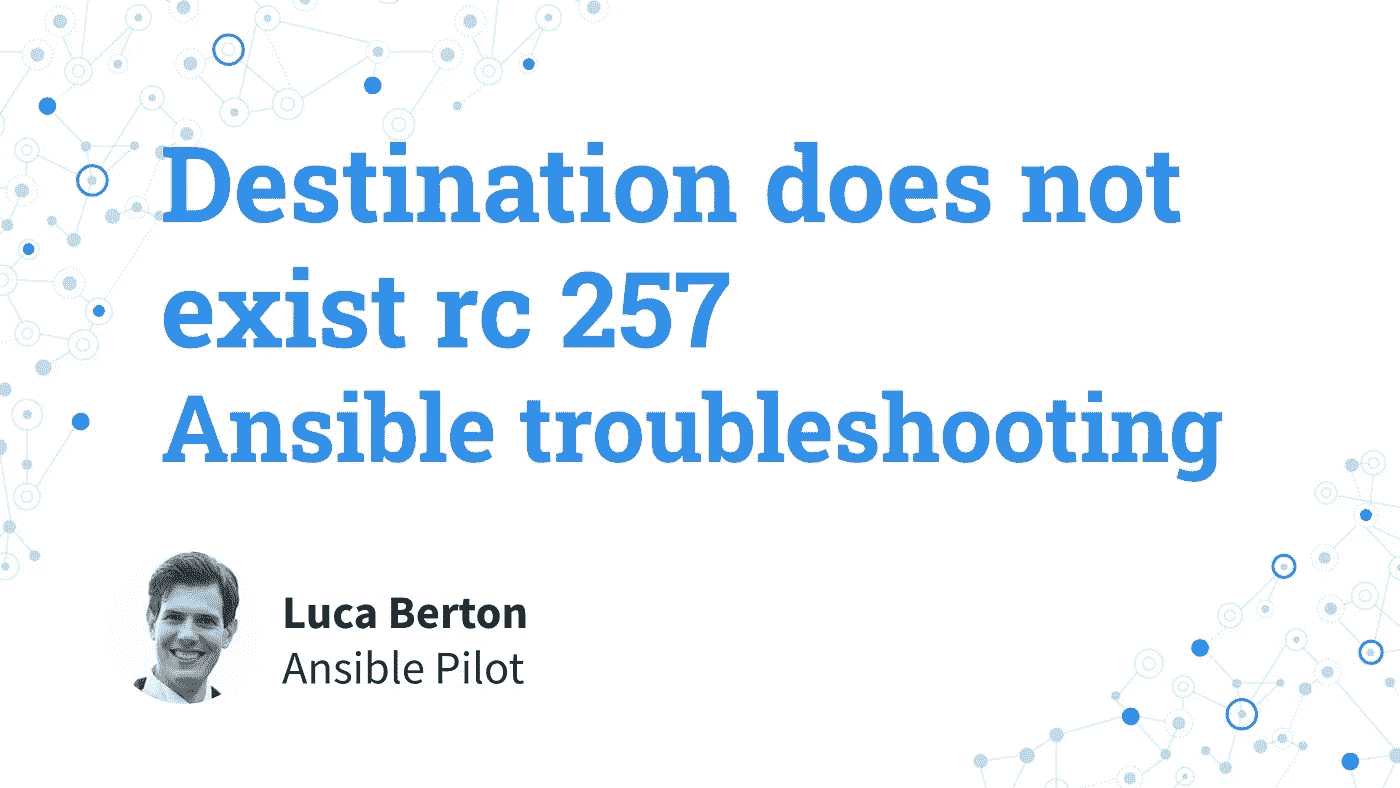 Destination does not
exist rc 257
Ansible troubleshooting
Luca Berton
Ansible Pilot